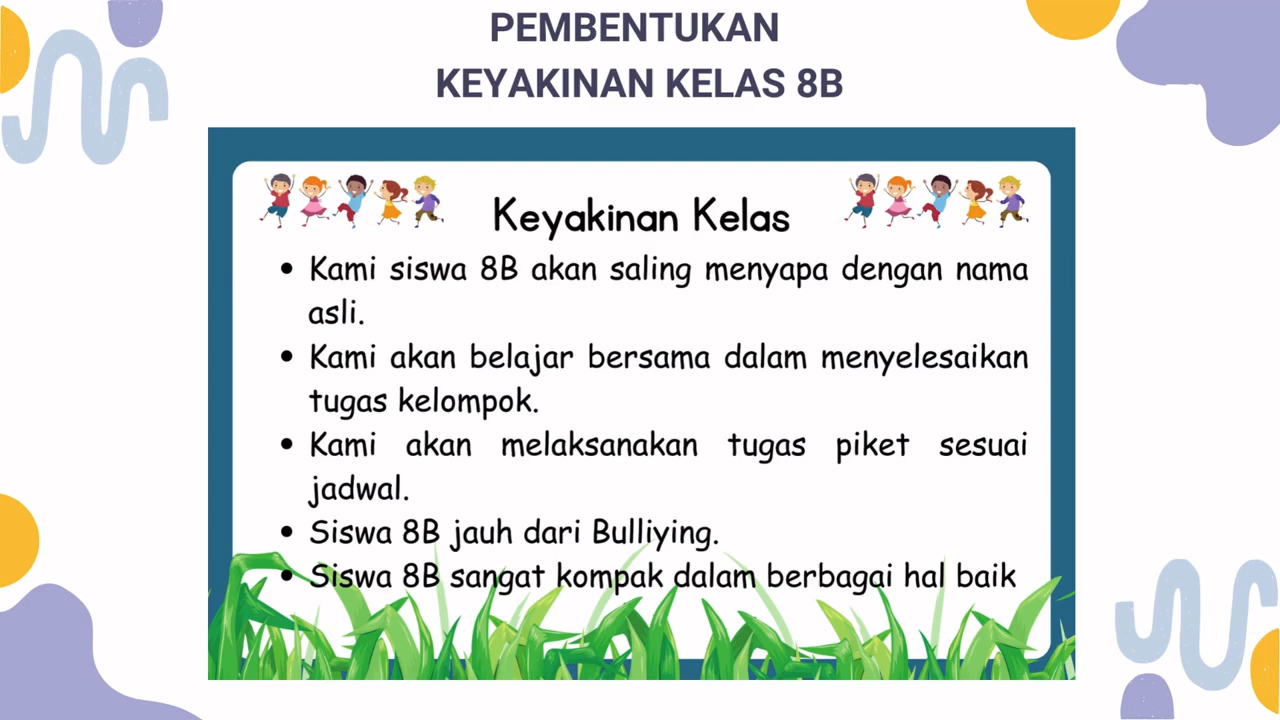 PEMBENTUKAN
KEYAKINAN KELAS 8B
Keyakinan Kelas
• Kami siswa 8B akan saling menyapa dengan nama
asli.
• Kami akan belajar bersama dalam menyelesaikan
tugas kelompok.
• Kami akan melaksanakan tugas piket sesuai
jadwal.
• Siswa 8B jauh dari Bulliying.
• Siswa 8B sangat kompak dalam berbagai hal baik